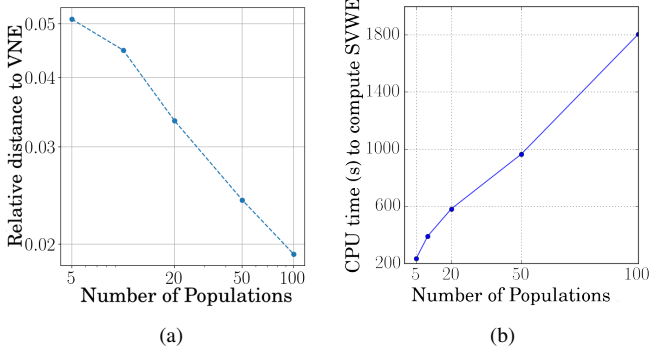 Relative distance to VNE
0.05
0.04
0.03
0.02
5
20
50
100
Number of Populations
(a)
CPU time (s) to compute SVWE
1800
1400
1000
600
200
5
20
50
100
Number of Populations
(b)